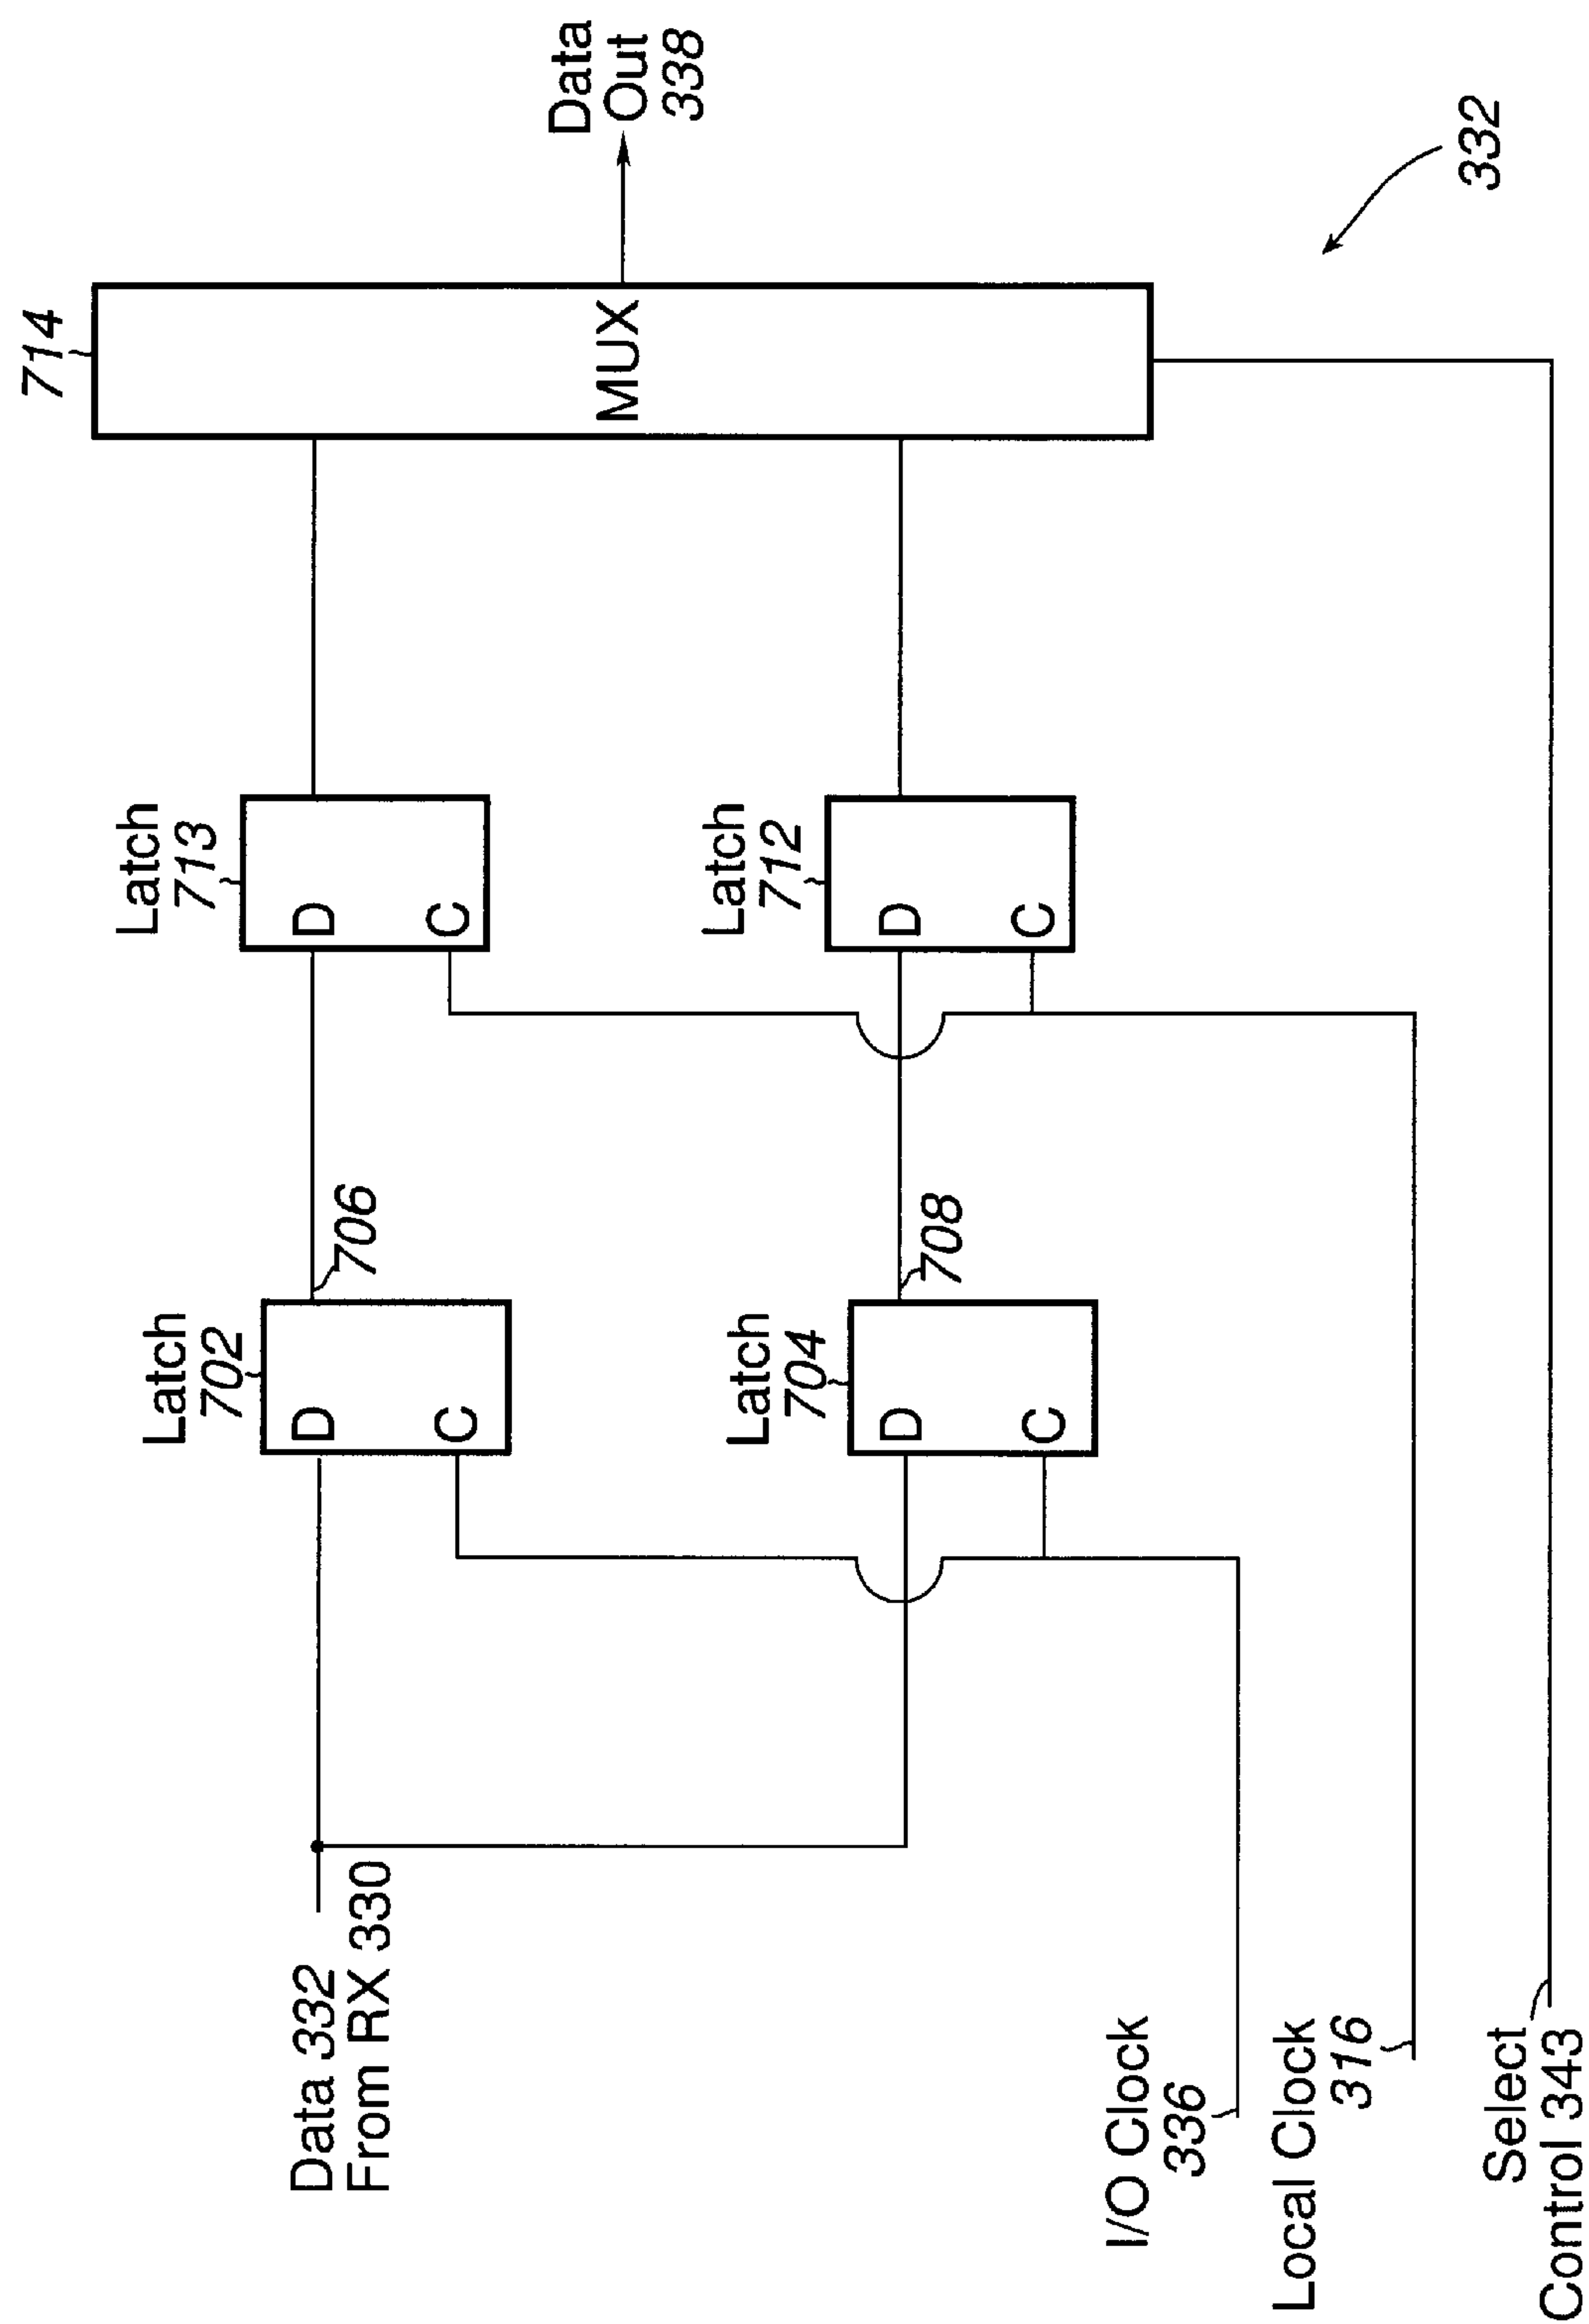 714
MUX
Data
Out
338
332
Latch
713
D
C
Latch
712
D
C
706
708
Latch
702
D
C
Latch
704
D
C
Data 332
From RX 330
I/O Clock
336
Local Clock
316
Select
Control 343